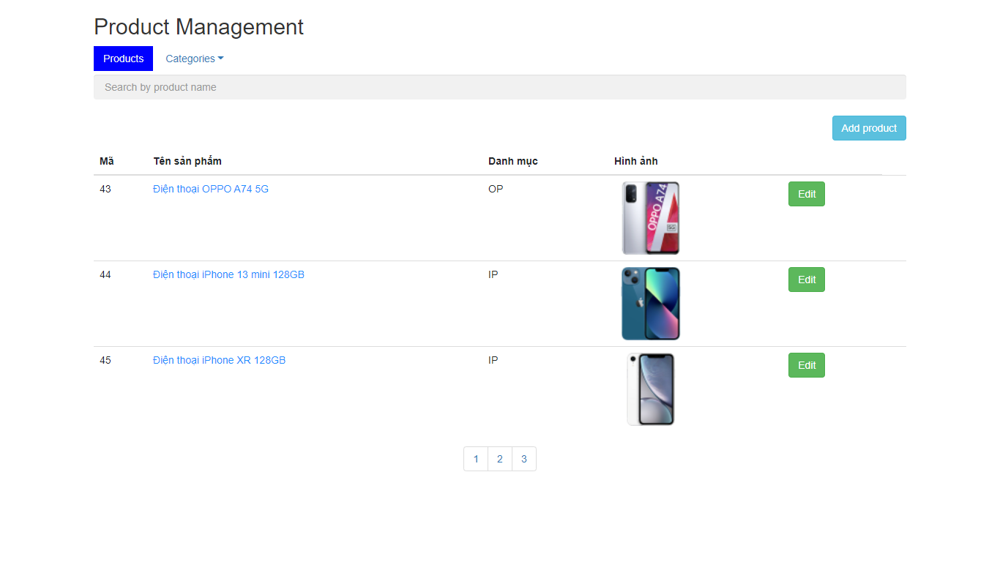 Product Management
Products Categories
Search by product name
Add product
Mã Tên sản phẩm Danh mục Hình ảnh
43 Điện thoại OPPO A74 5G OP Edit
OPPO A74
5G
44 Điện thoại iPhone 13 mini 128GB IP Edit
45 Điện thoại iPhone XR 128GB IP Edit
1 2 3